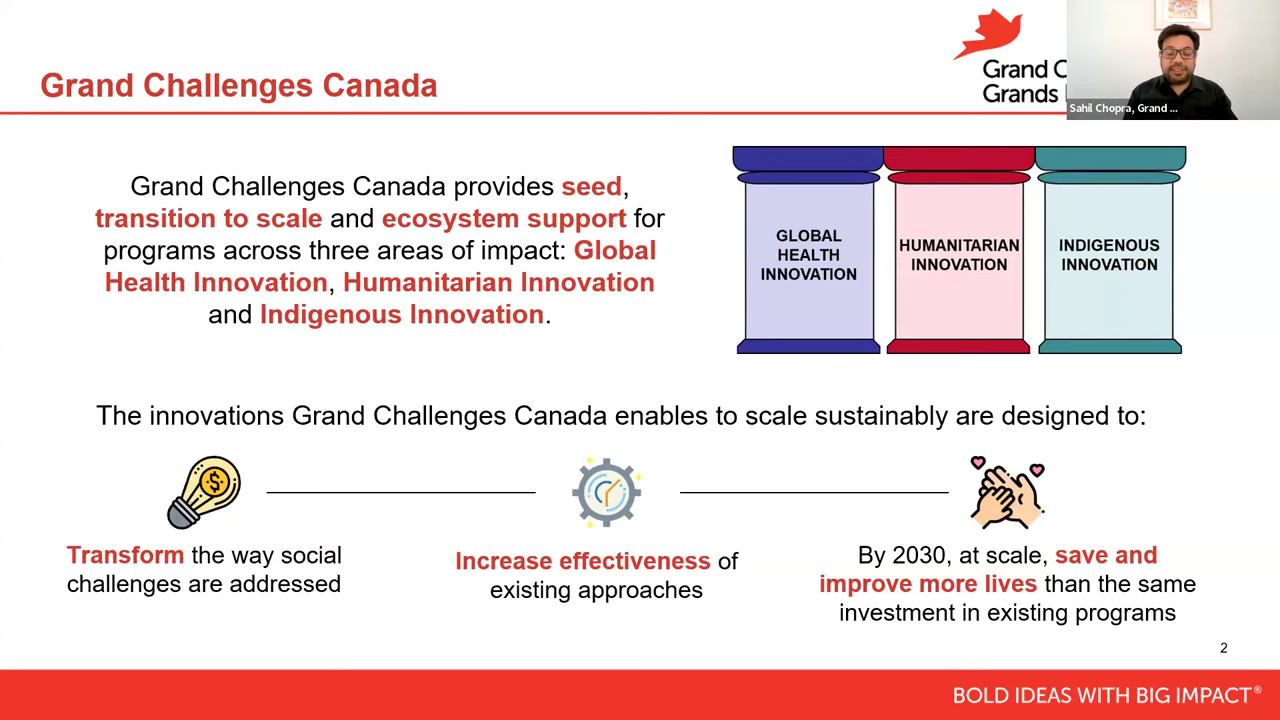 Grand Challenges Canada
Grand C
Grands
Sahil Chopra, Grand ...
Grand Challenges Canada provides seed,
transition to scale and ecosystem support for
programs across three areas of impact: Global
Health Innovation, Humanitarian Innovation
and Indigenous Innovation.
GLOBAL
HEALTH
INNOVATION
HUMANITARIAN
INNOVATION
INDIGENOUS
INNOVATION
The innovations Grand Challenges Canada enables to scale sustainably are designed to:
$
Transform the way social
challenges are addressed
Increase effectiveness of
existing approaches
By 2030, at scale, save and
improve more lives than the same
investment in existing programs
2
BOLD IDEAS WITH BIG IMPACT®